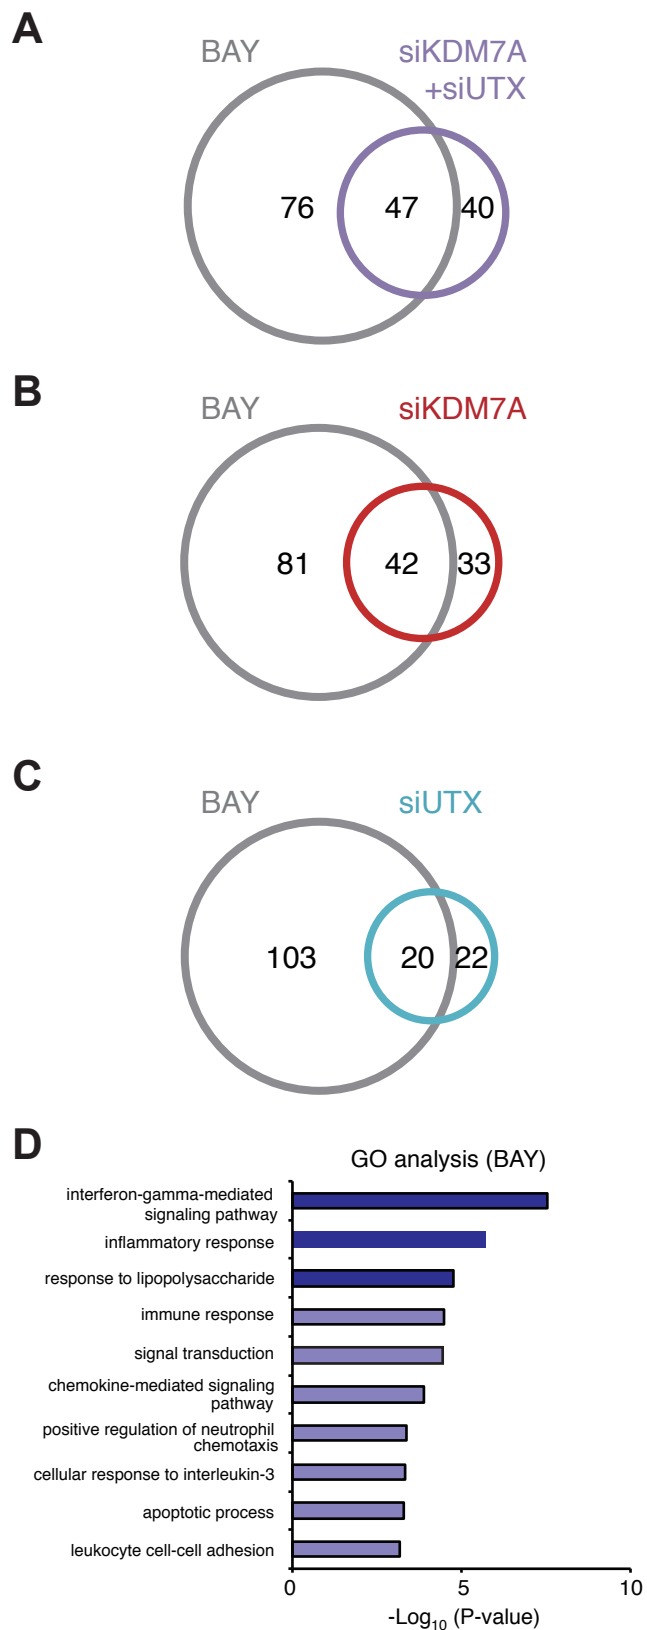 A
BAY
siKDM7A
+siUTX
76
47
40
B
BAY
siKDM7A
81
42
33
C
BAY
siUTX
103
20
22
D
GO analysis (BAY)
interferon-gamma-mediated
signaling pathway
inflammatory response
response to lipopolysaccharide
immune response
signal transduction
chemokine-mediated signaling
pathway
positive regulation of neutrophil
chemotaxis
cellular response to interleukin-3
apoptotic process
leukocyte cell-cell adhesion
0
5
10
-Log10 (P-value)